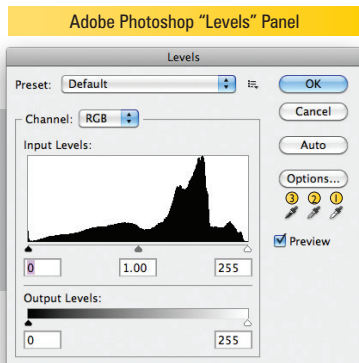 Adobe Photoshop “Levels” Panel
Levels
Preset: Default
OK
Cancel
Channel: RGB
Auto
Input Levels:
Options...
3 2 1
Preview
0 1.00 255
Output Levels:
0 255